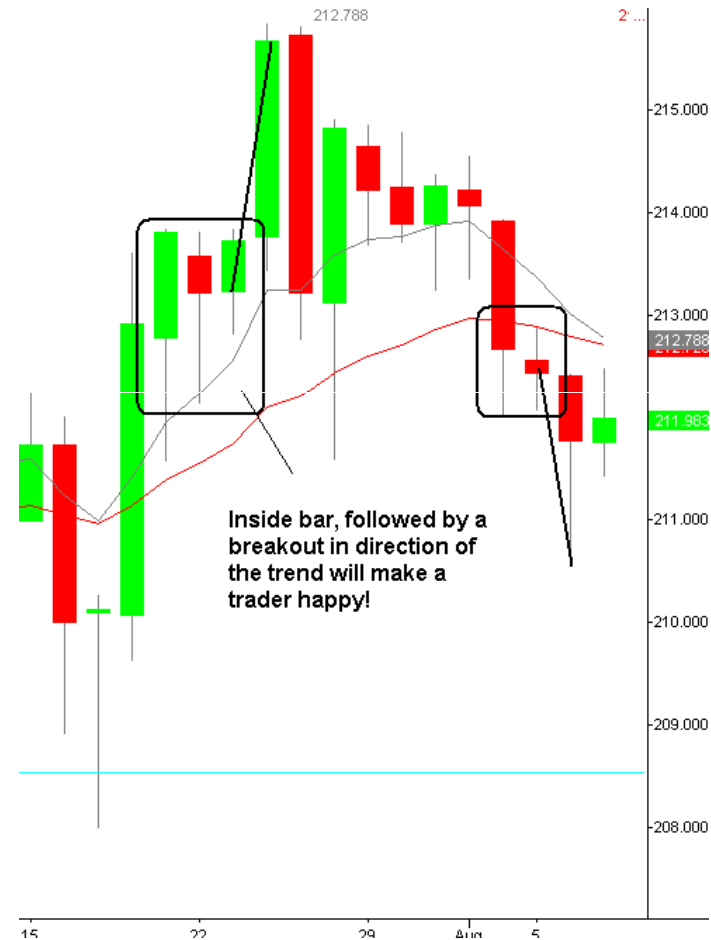 212.788
2
215.000
214.000
213.000
212.788
211.983
211.000
Inside bar, followed by a
breakout in direction of
the trend will make a
trader happy!
210.000
209.000
208.000
15 22 29 Aug 5